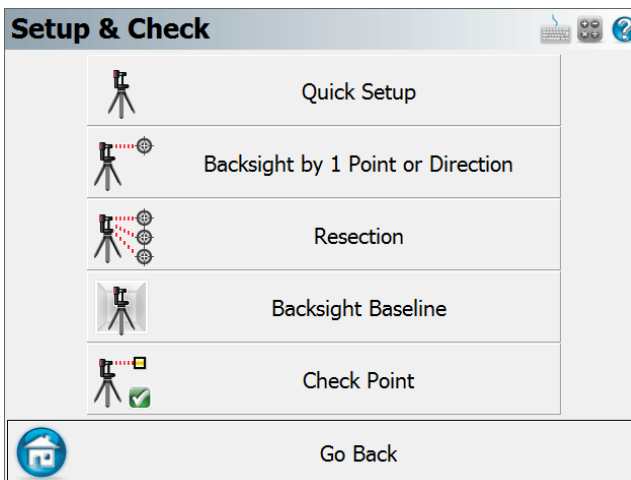 Setup & Check
Quick Setup
Backsight by 1 Point or Direction
Resection
Backsight Baseline
Check Point
Go Back